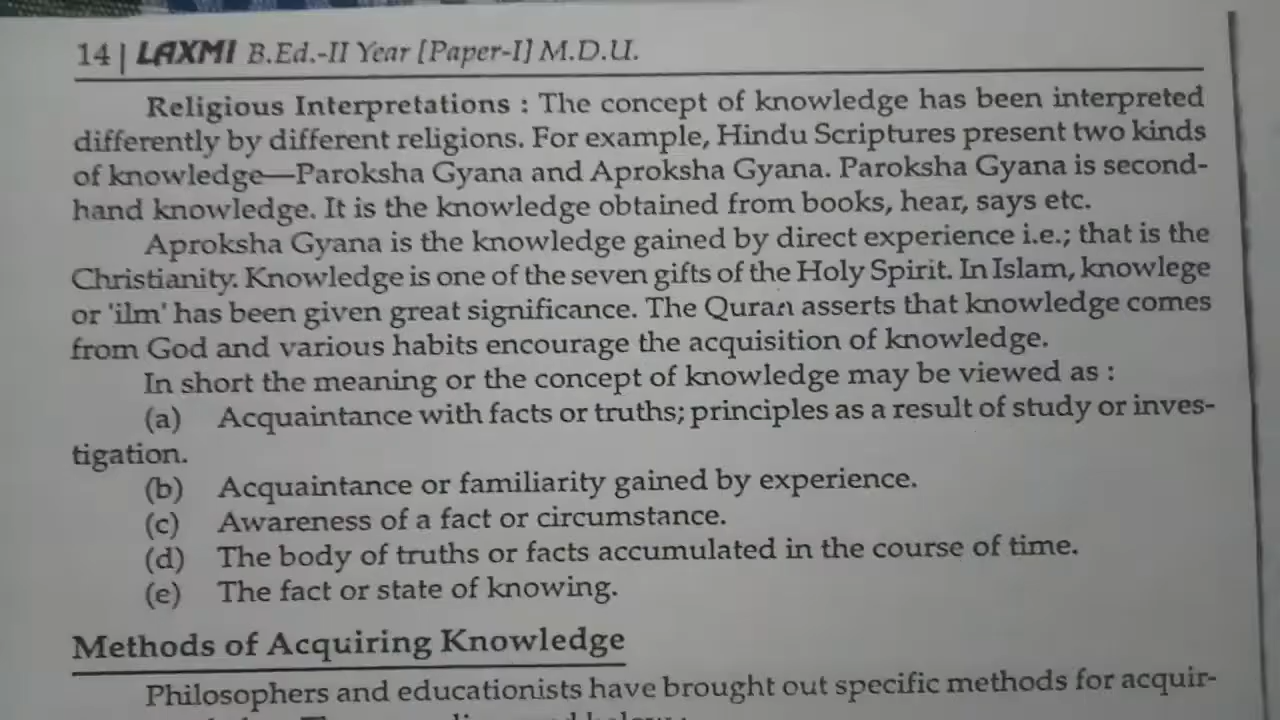 14 | LAXMI B.Ed.-II Year [Paper-I] M.D.U.
Religious Interpretations : The concept of knowledge has been interpreted
differently by different religions. For example, Hindu Scriptures present two kinds
of knowledge—Paroksha Gyana and Aproksha Gyana. Paroksha Gyana is second-
hand knowledge. It is the knowledge obtained from books, hear, says etc.
Aproksha Gyana is the knowledge gained by direct experience i.e.; that is the
Christianity. Knowledge is one of the seven gifts of the Holy Spirit. In Islam, knowlege
or 'ilm' has been given great significance. The Quran asserts that knowledge comes
from God and various habits encourage the acquisition of knowledge.
In short the meaning or the concept of knowledge may be viewed as :
(a) Acquaintance with facts or truths; principles as a result of study or inves-
tigation.
(b) Acquaintance or familiarity gained by experience.
(c) Awareness of a fact or circumstance.
(d) The body of truths or facts accumulated in the course of time.
(e) The fact or state of knowing.
Methods of Acquiring Knowledge
Philosophers and educationists have brought out specific methods for acquir-